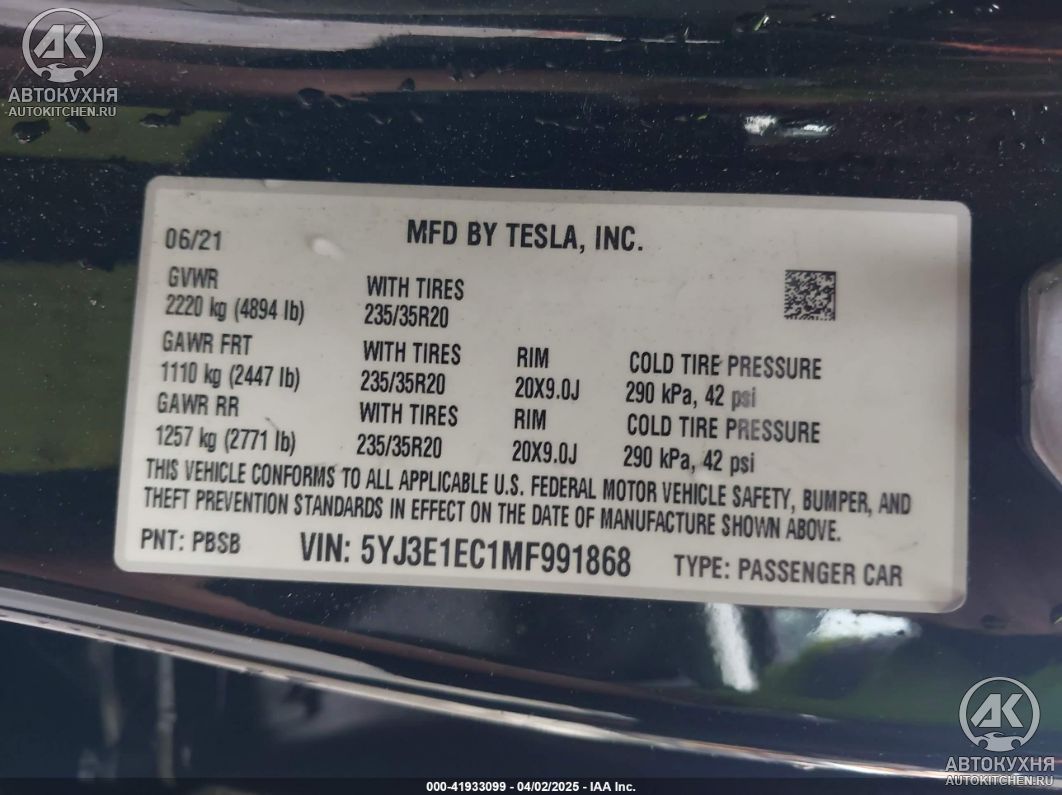 AK
АВТОКУХНЯ
AUTOKITCHEN.RU
06/21
MFD BY TESLA, INC.
GVWR
2220 kg (4894 lb)
WITH TIRES
235/35R20
GAWR FRT
1110 kg (2447 lb)
WITH TIRES
235/35R20
RIM
20X9.0J
COLD TIRE PRESSURE
290 kPa, 42 psi
GAWR RR
1257 kg (2771 lb)
WITH TIRES
235/35R20
RIM
20X9.0J
COLD TIRE PRESSURE
290 kPa, 42 psi
THIS VEHICLE CONFORMS TO ALL APPLICABLE U.S. FEDERAL MOTOR VEHICLE SAFETY, BUMPER, AND
THEFT PREVENTION STANDARDS IN EFFECT ON THE DATE OF MANUFACTURE SHOWN ABOVE.
PNT: PBSB
VIN: 5YJ3E1EC1MF991868
TYPE: PASSENGER CAR
AK
АВТОКУХНЯ
AUTOKITCHEN.RU
000-41933099 - 04/02/2025 - IAA Inc.